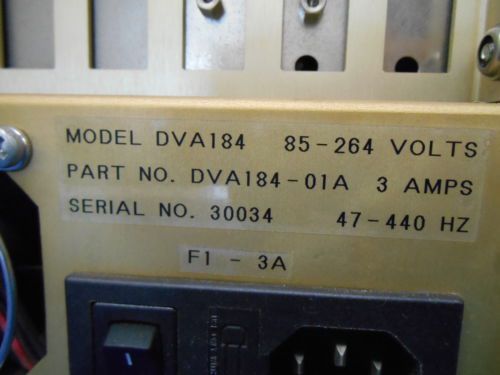 MODEL DVA184 85-264 VOLTS
PART NO. DVA184-01A 3 AMPS
SERIAL NO. 30034 47-440 HZ
F1 - 3A